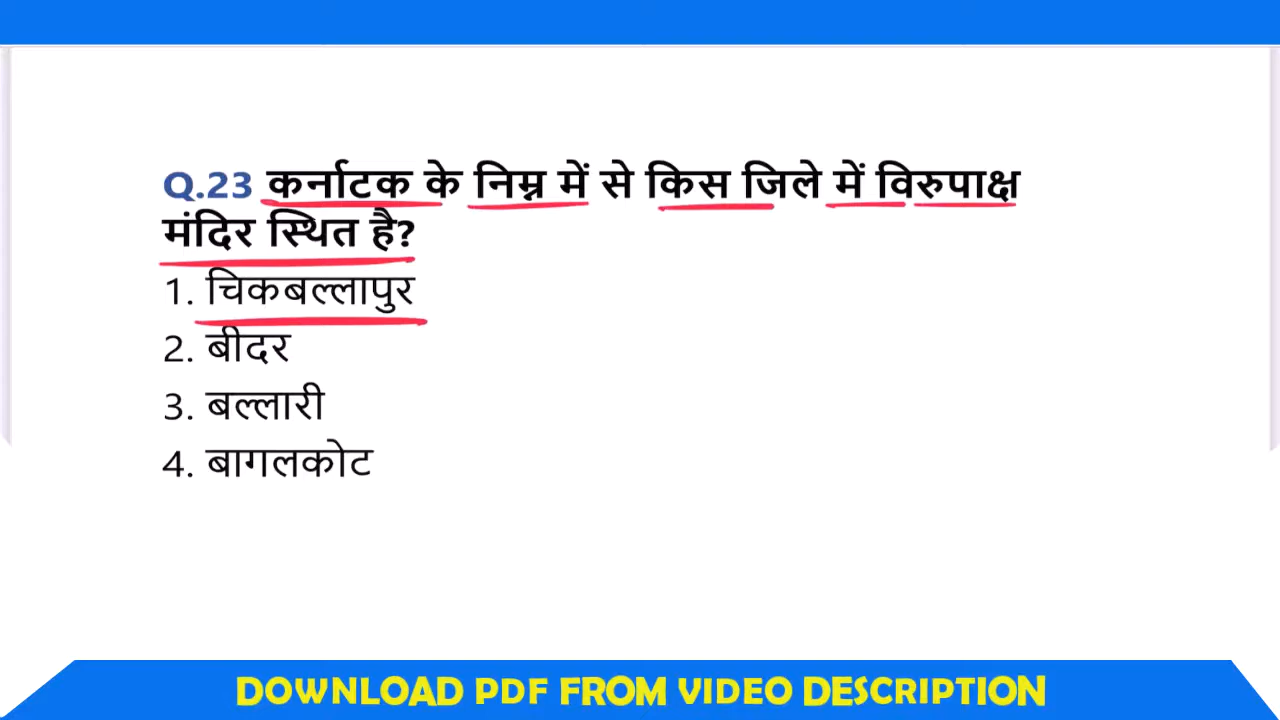 Q.23 कर्नाटक के निम्न में से किस जिले में विरुपाक्ष
मंदिर स्थित है?
1. चिकबल्लापुर
2. बीदर
3. बल्लारी
4. बागलकोट
DOWNLOAD PDF FROM VIDEO DESCRIPTION